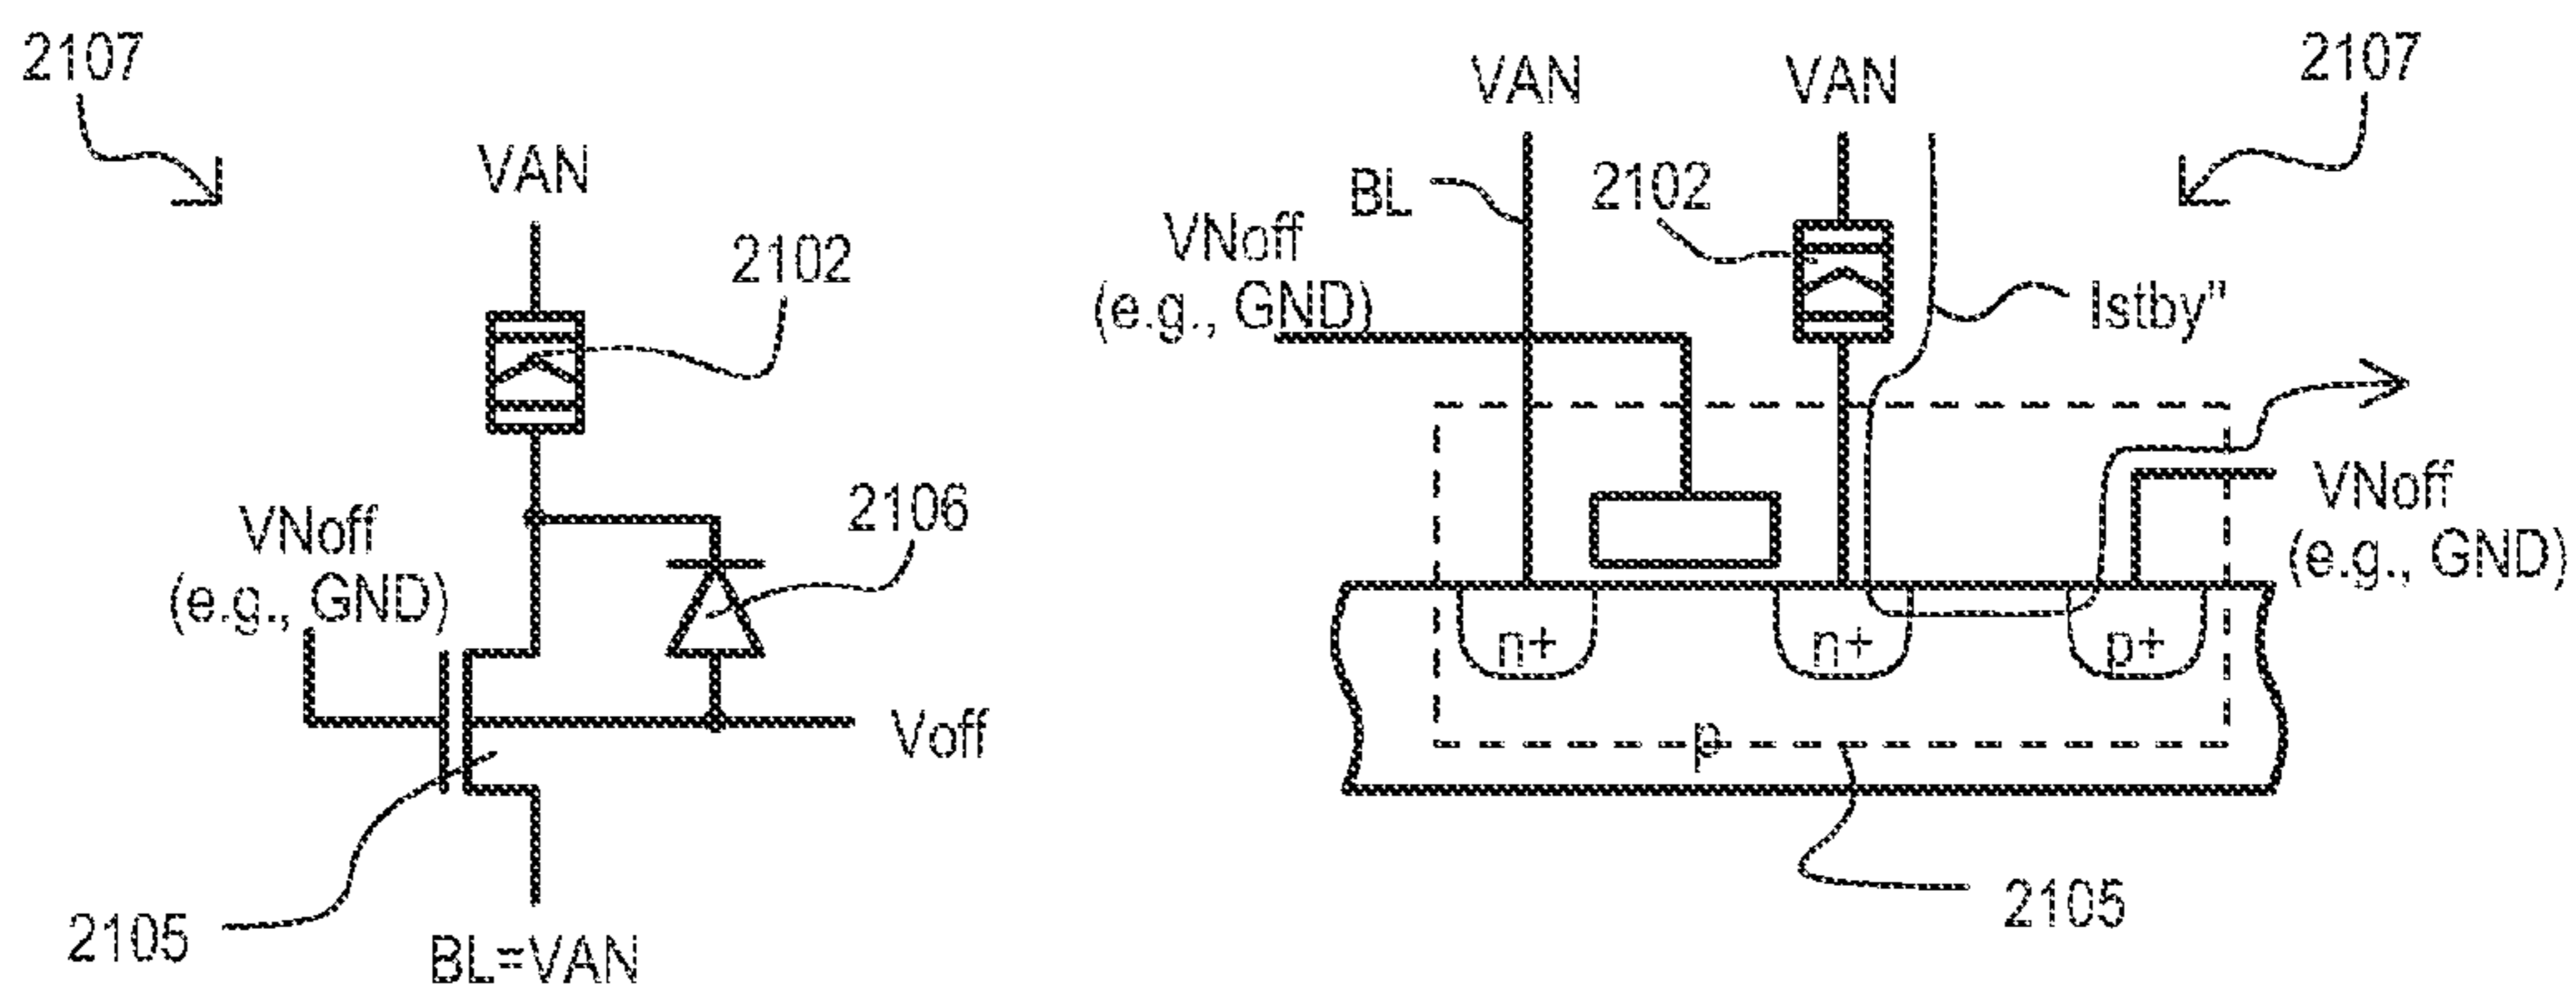 2107
VAN
2102
VNoff
(e.g., GND)
2106
Voff
2105
BL=VAN
VAN
VAN
2107
BL
2102
VNoff
(e.g., GND)
Istby"
VNoff
(e.g., GND)
n+
n+
p+
p
2105